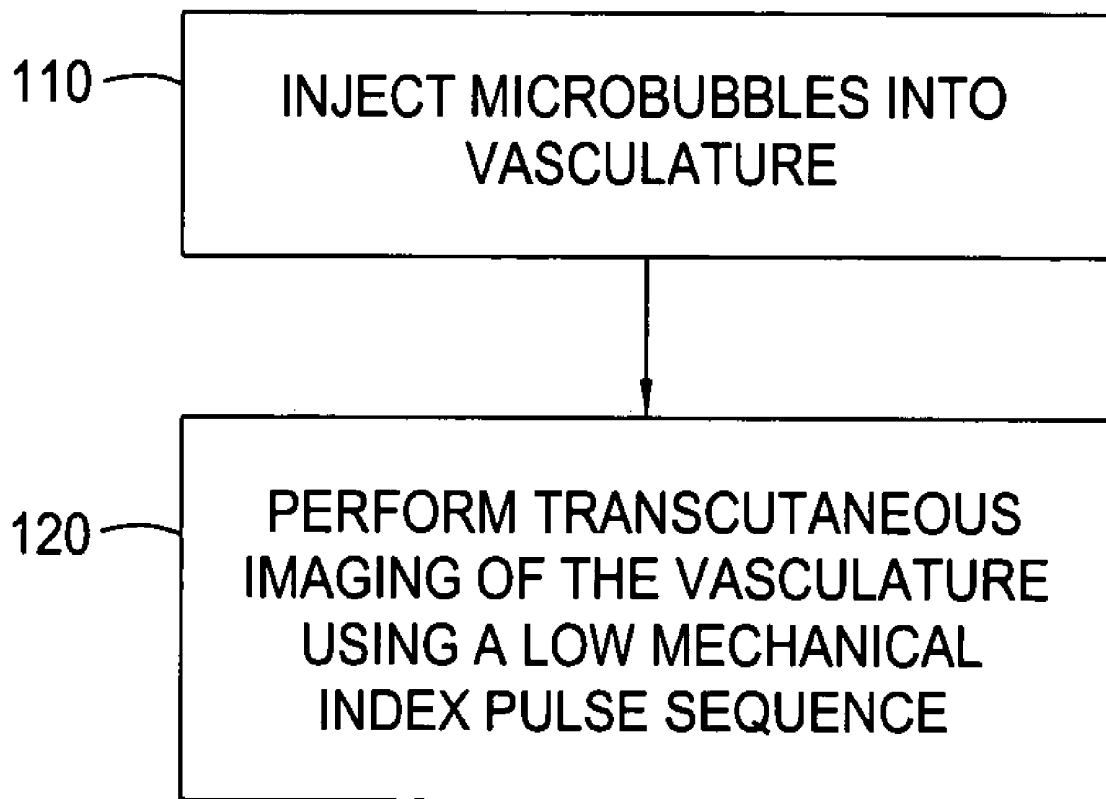 110
INJECT MICROBUBBLES INTO
VASCULATURE
120
PERFORM TRANSCUTANEOUS
IMAGING OF THE VASCULATURE
USING A LOW MECHANICAL
INDEX PULSE SEQUENCE